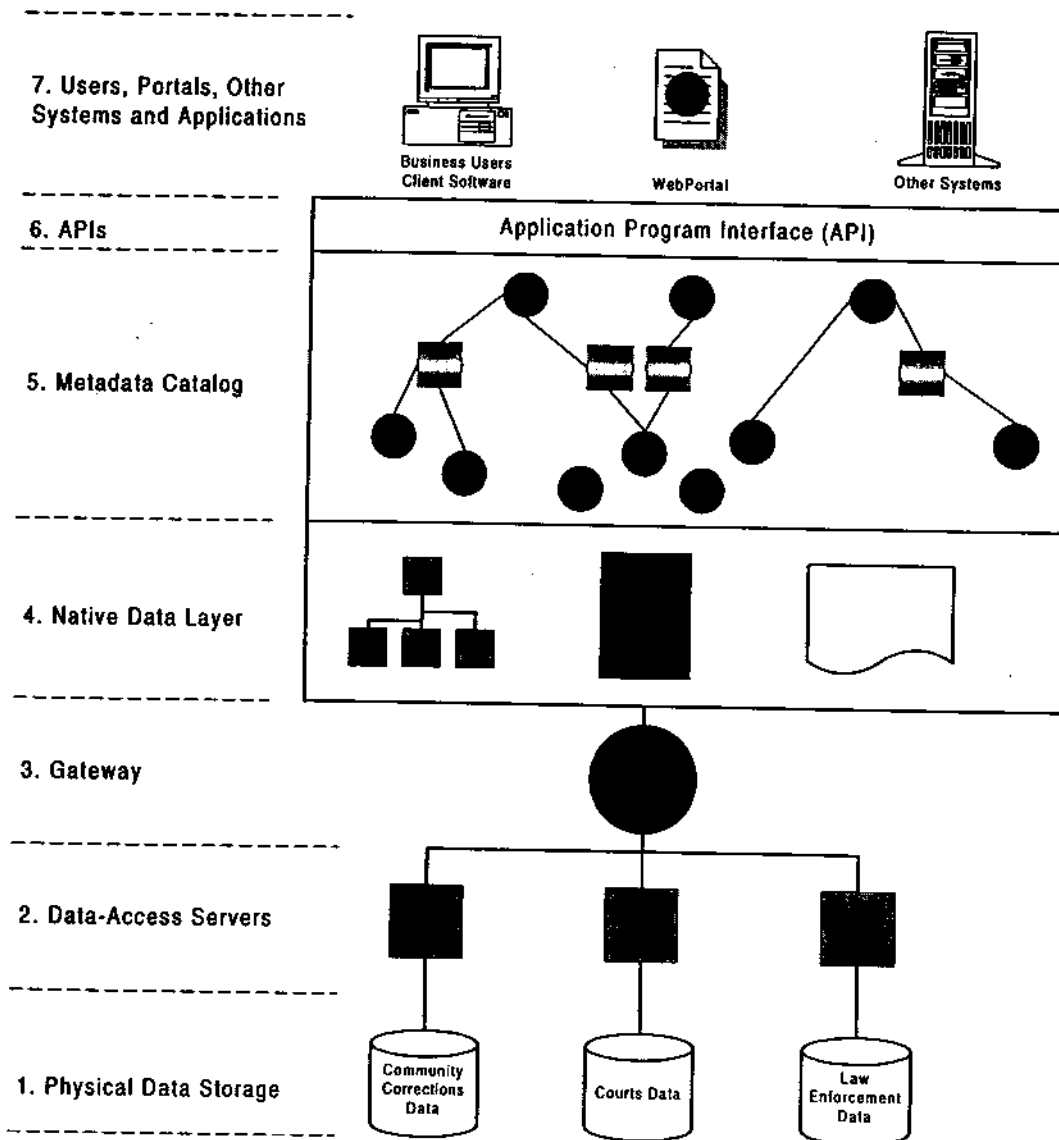 7. Users, Portals, Other
Systems and Applications
Business Users
Client Software
WebPortal
Other Systems
6. APIs
Application Program Interface (API)
5. Metadata Catalog
4. Native Data Layer
3. Gateway
2. Data-Access Servers
1. Physical Data Storage
Community
Corrections
Data
Courts Data
Law
Enforcement
Data